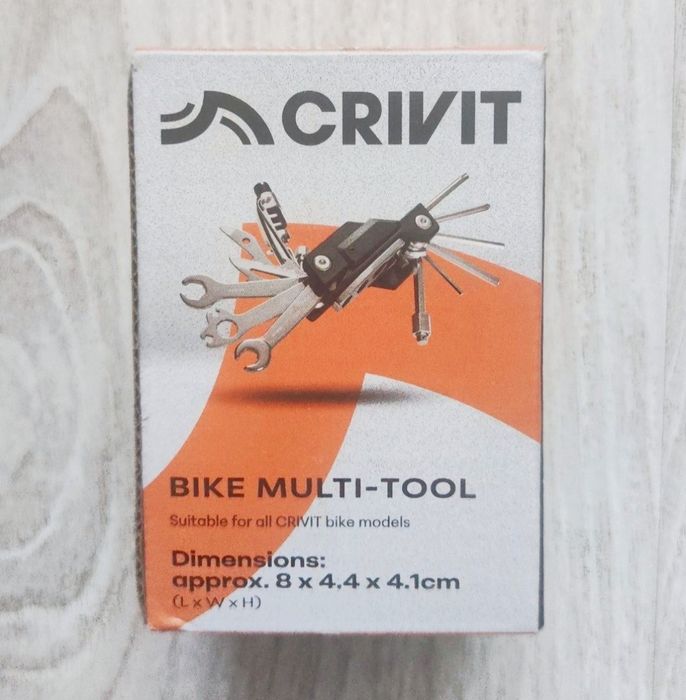 CRIVIT
BIKE MULTI-TOOL
Suitable for all CRIVIT bike models
Dimensions:
approx. 8 x 4.4 x 4.1cm
(L x W x H)